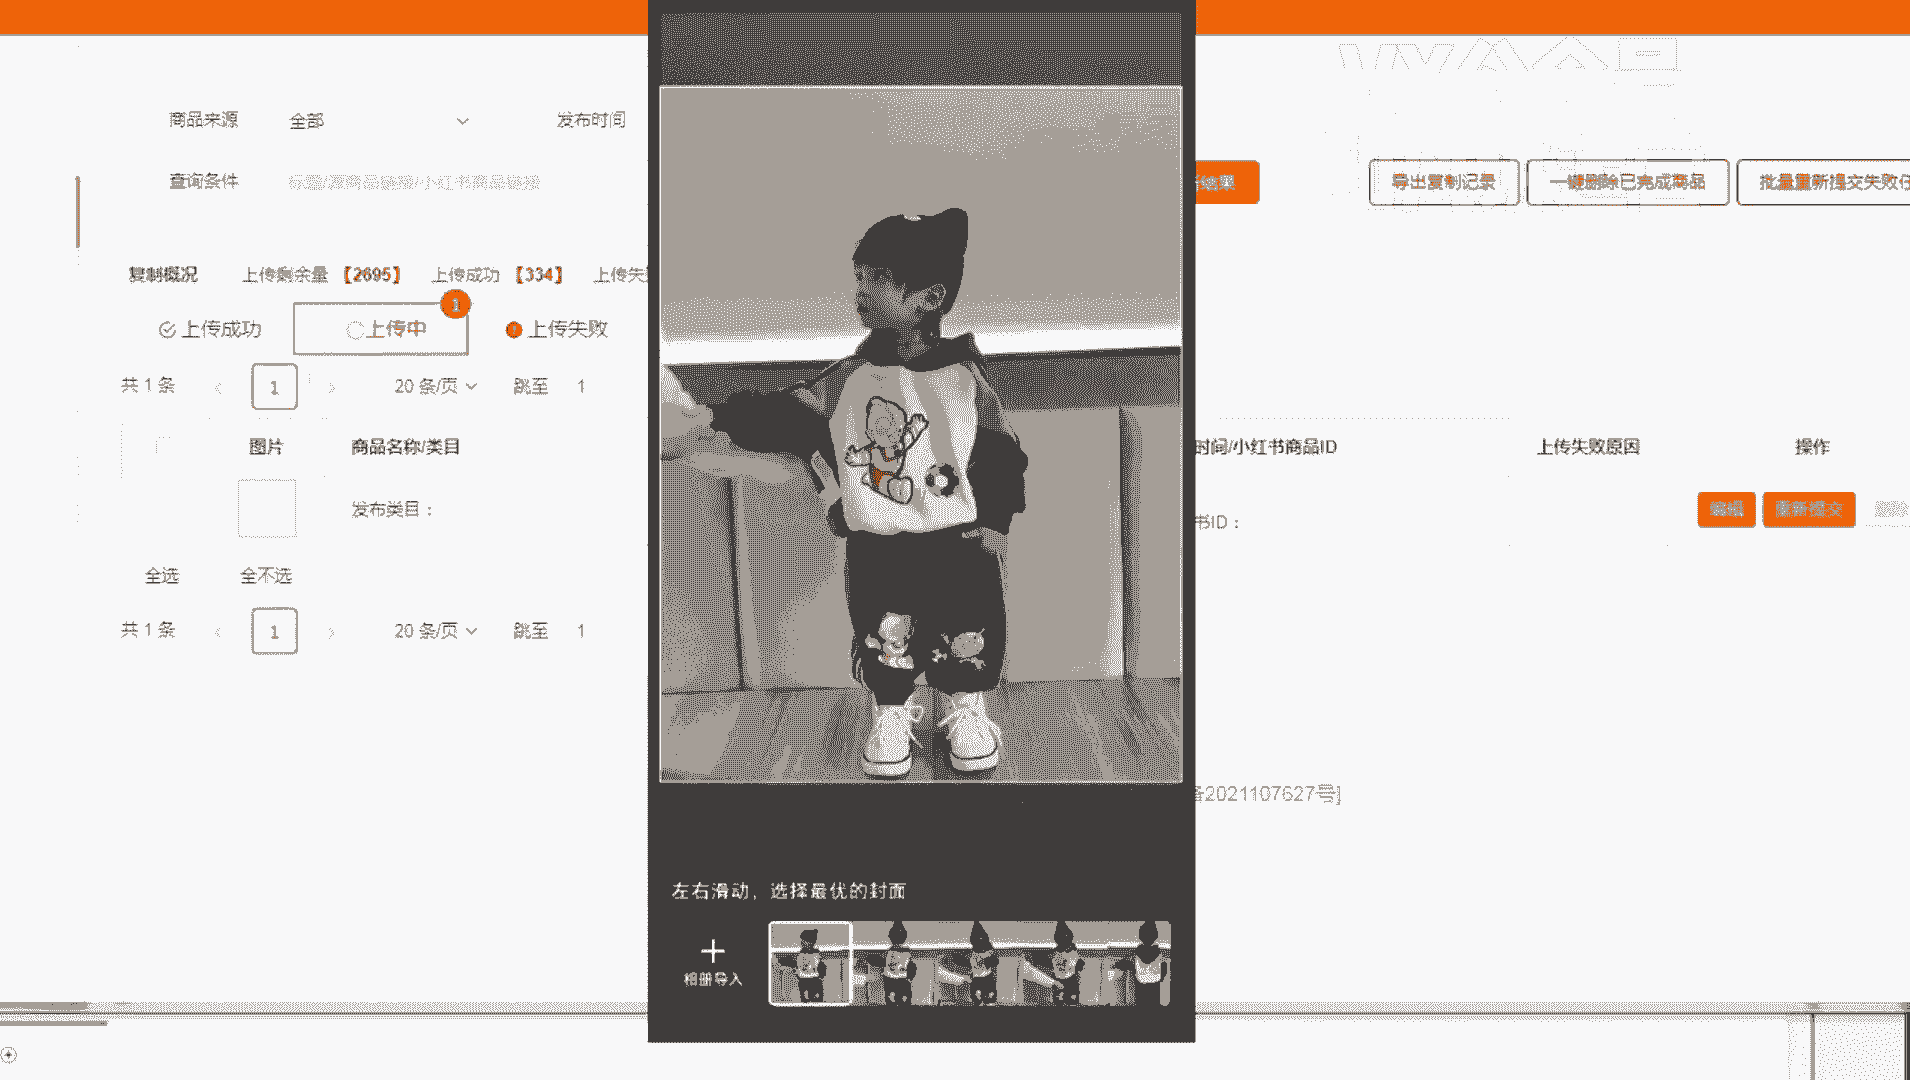 商品来源 全部 发布时间
查询条件 标题/源商品链接/小红书商品链接 结果 导出复制记录 一键删除已完成商品 批量重新提交失败任
复制概况 上传剩余量【2695】 上传成功【334】 上传失
上传成功 上传中 1 上传失败
共 1 条 1 20 条/页 跳至 1
图片 商品名称/类目 时间/小红书商品ID 上传失败原因 操作
发布类目： 书ID： 编辑 重新提交 删除
全选 全不选
共 1 条 1 20 条/页 跳至 1
备2021107627号]
左右滑动，选择最优的封面
相册导入